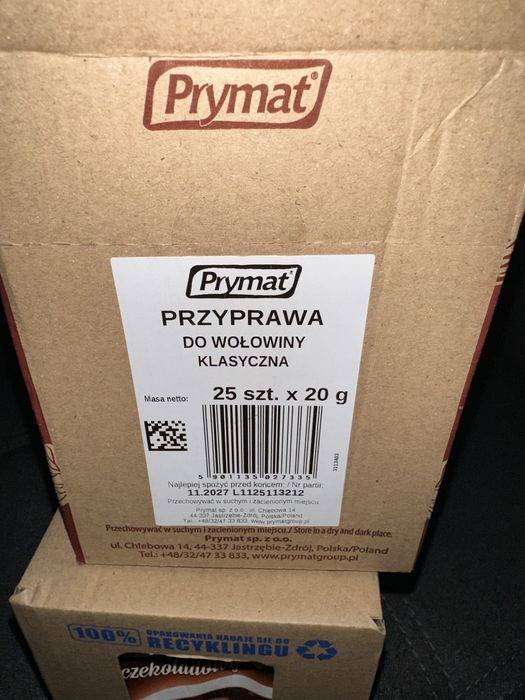 Prymat®
Prymat®
PRZYPRAWA
DO WOŁOWINY
KLASYCZNA
Masa netto: 25 szt. x 20 g
5 901135 027335
3113403
Najlepiej spożyć przed końcem: / Nr partii:
11.2027 L1125113212
Przechowywać w suchym i zacienionym miejscu.
Prymat sp. z o.o., ul. Chlebowa 14
44-337 Jastrzębie-Zdrój, Polska/Poland
Tel.: +48/32/47 33 833, www.prymatgroup.pl
Przechowywać w suchym i zacienionym miejscu./ Store in a dry and dark place.
Prymat sp. z o.o.
ul. Chlebowa 14, 44-337 Jastrzębie-Zdrój, Polska/Poland
Tel.: +48/32/47 33 833, www.prymatgroup.pl
100% OPAKOWANIA NADAJE SIĘ DO
RECYKLINGU